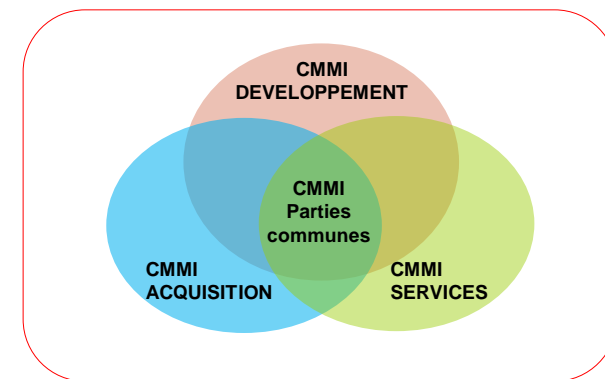 CMMI
DEVELOPPEMENT
CMMI
Parties
communes
CMMI
ACQUISITION
CMMI
SERVICES